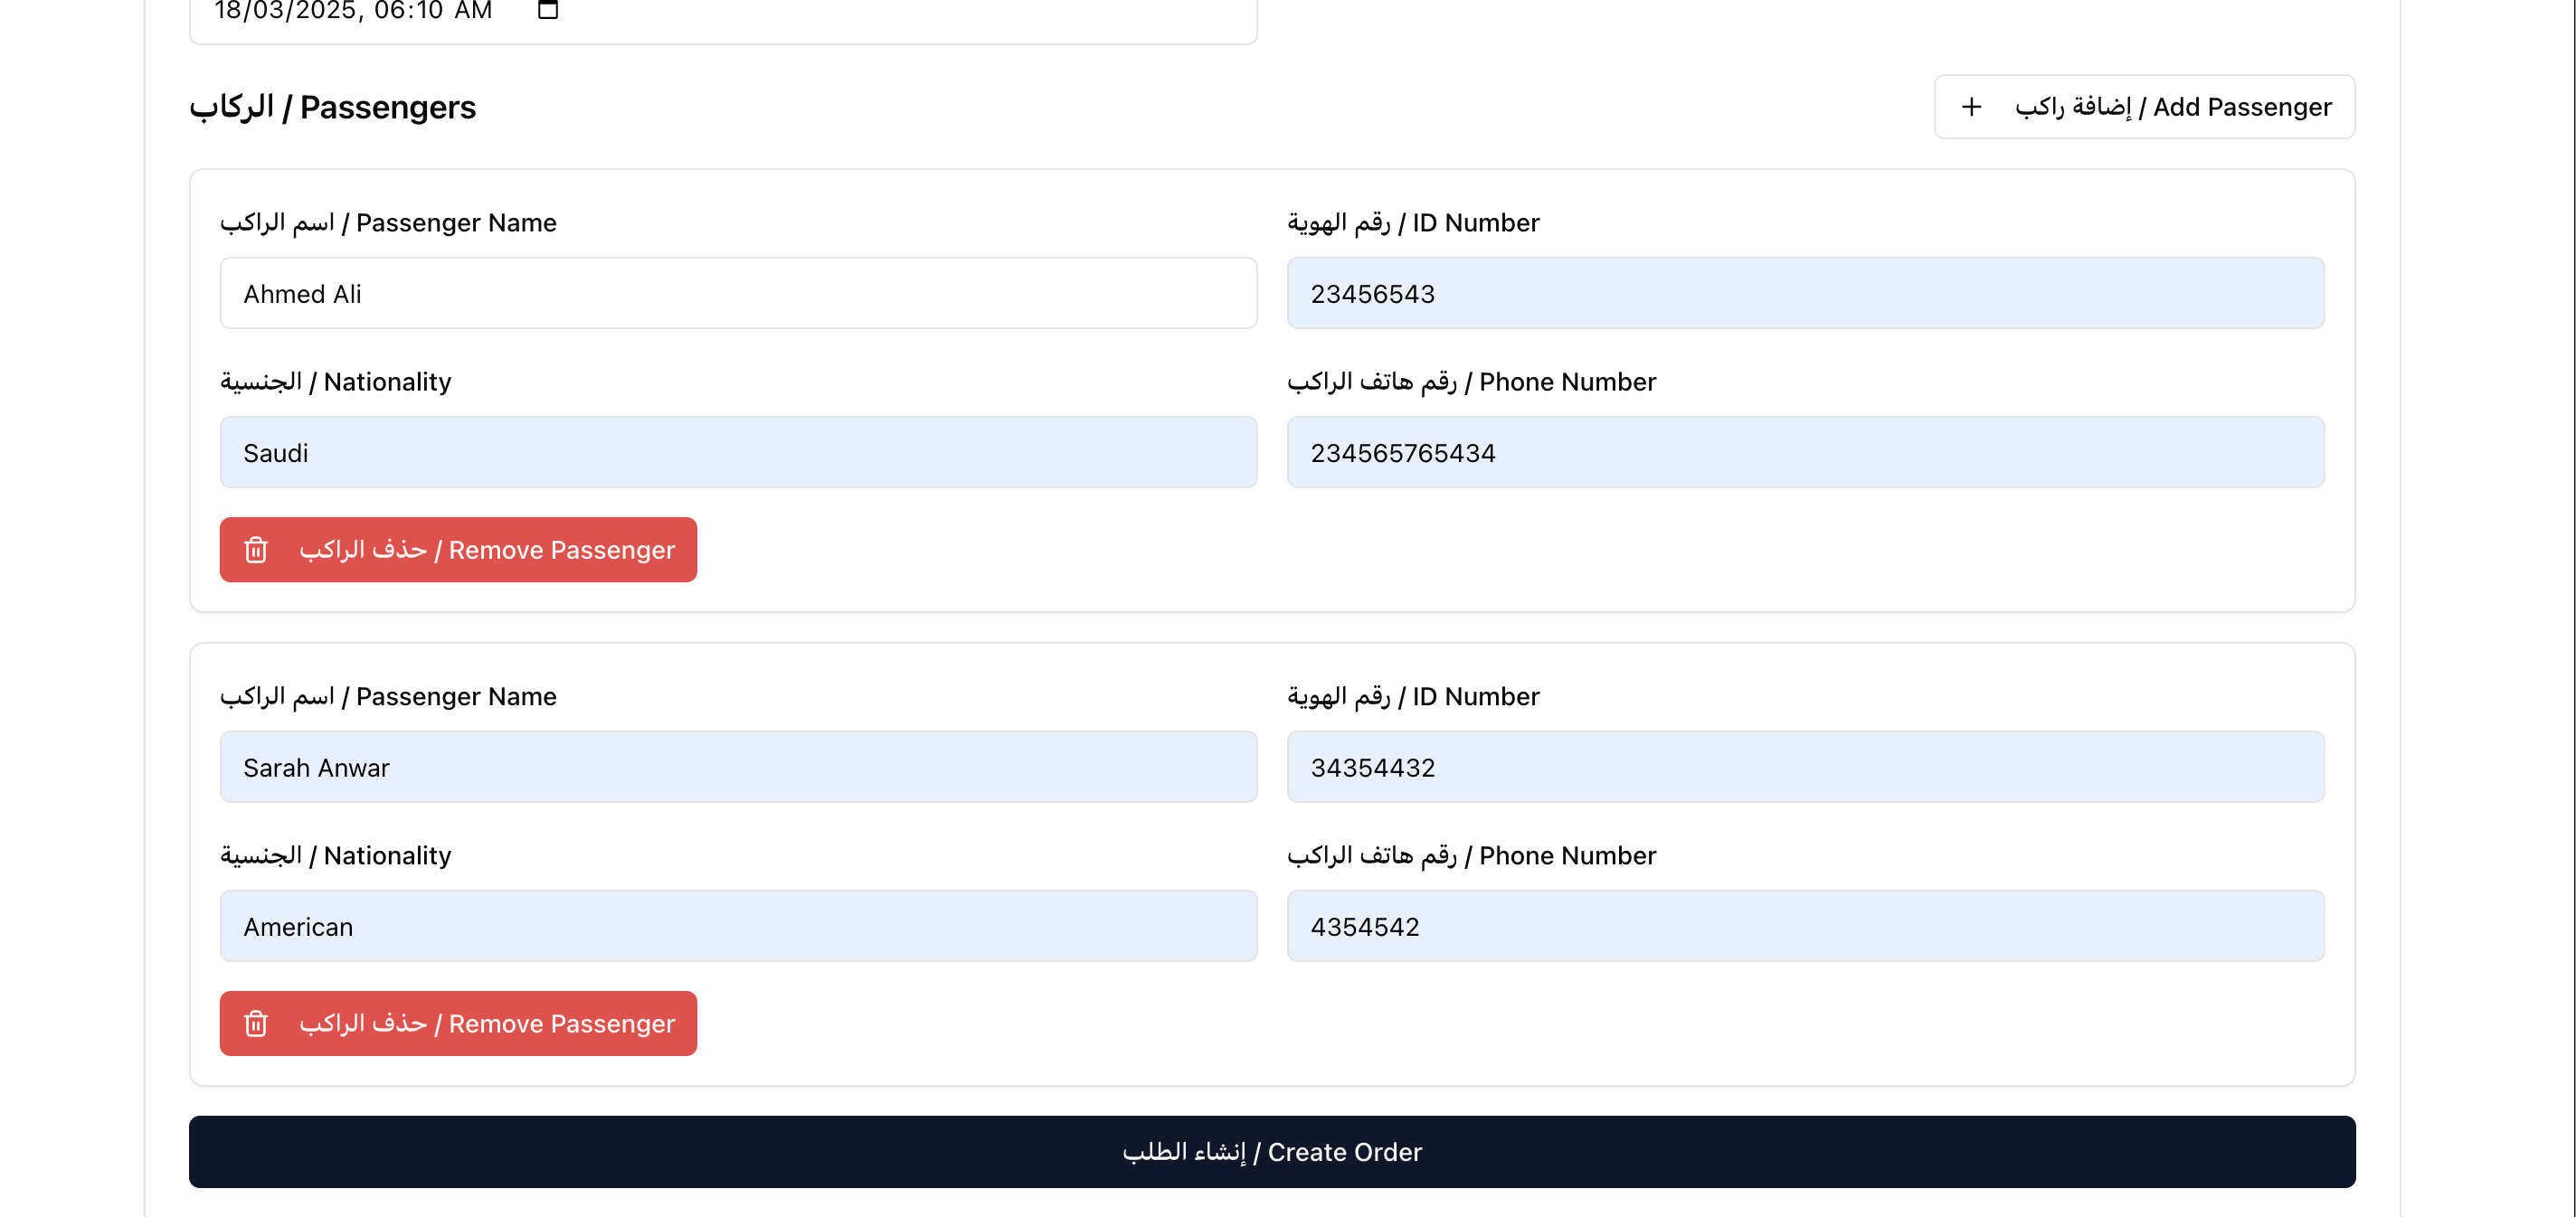 18/03/2025, 06:10 AM
الركاب / Passengers
إضافة راكب / Add Passenger
اسم الراكب / Passenger Name
رقم الهوية / ID Number
Ahmed Ali
23456543
الجنسية / Nationality
رقم هاتف الراكب / Phone Number
Saudi
234565765434
حذف الراكب / Remove Passenger
اسم الراكب / Passenger Name
رقم الهوية / ID Number
Sarah Anwar
34354432
الجنسية / Nationality
رقم هاتف الراكب / Phone Number
American
4354542
حذف الراكب / Remove Passenger
إنشاء الطلب / Create Order